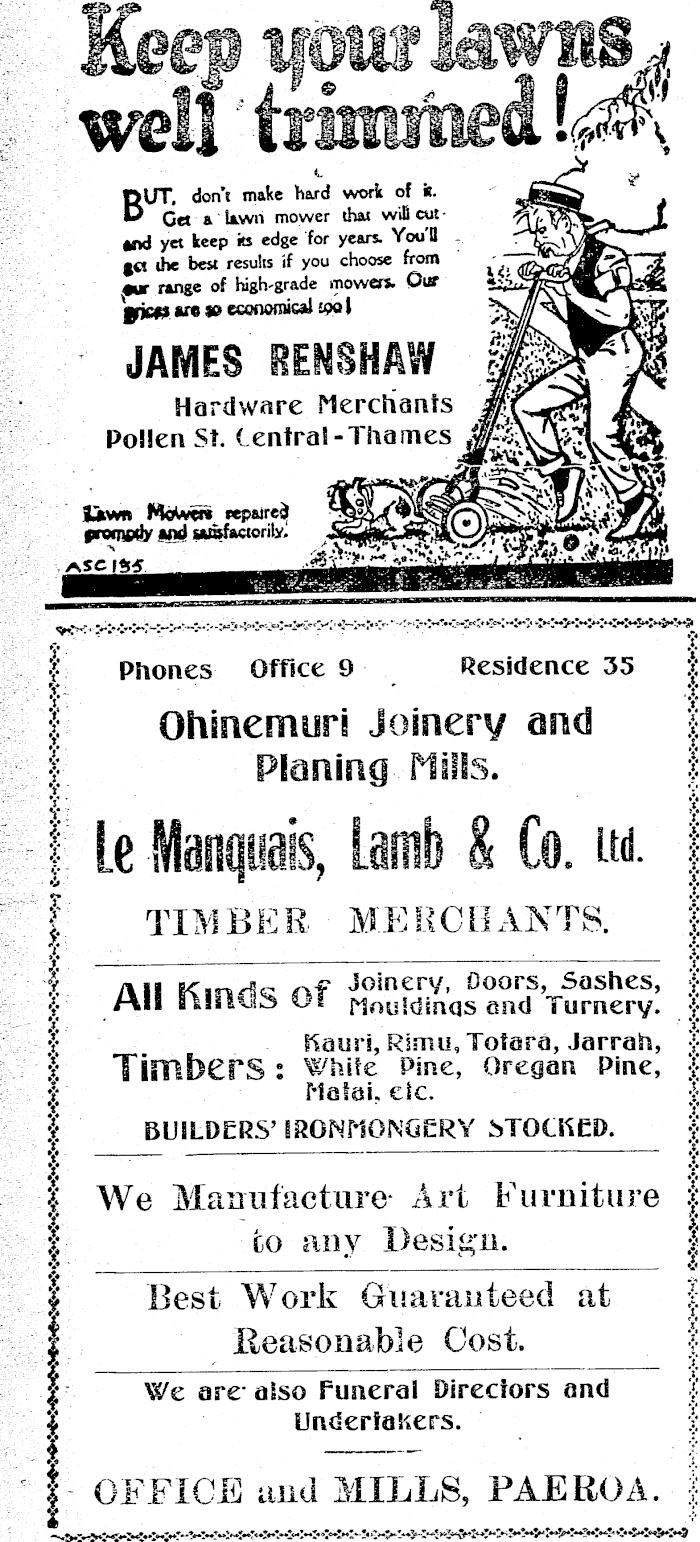 Keep your lawns
well trimmed!
BUT, don't make hard work of it.
Get a lawn mower that will cut
and yet keep its edge for years. You'll
get the best results if you choose from
our range of high-grade mowers. Our
prices are so economical too!
JAMES RENSHAW
Hardware Merchants
Pollen St. Central - Thames
Lawn Mowers repaired
promptly and satisfactorily.
ASC195
Phones Office 9 Residence 35
Ohinemuri Joinery and
Planing Mills.
Le Manquais, Lamb & Co. Ltd.
TIMBER MERCHANTS.
All Kinds of Joinery, Doors, Sashes,
Mouldings and Turnery.
Timbers: Kauri, Rimu, Totara, Jarrah,
White Pine, Oregan Pine,
Matai, etc.
BUILDERS' IRONMONGERY STOCKED.
We Manufacture Art Furniture
to any Design.
Best Work Guaranteed at
Reasonable Cost.
We are also Funeral Directors and
Undertakers.
OFFICE and MILLS, PAEROA.